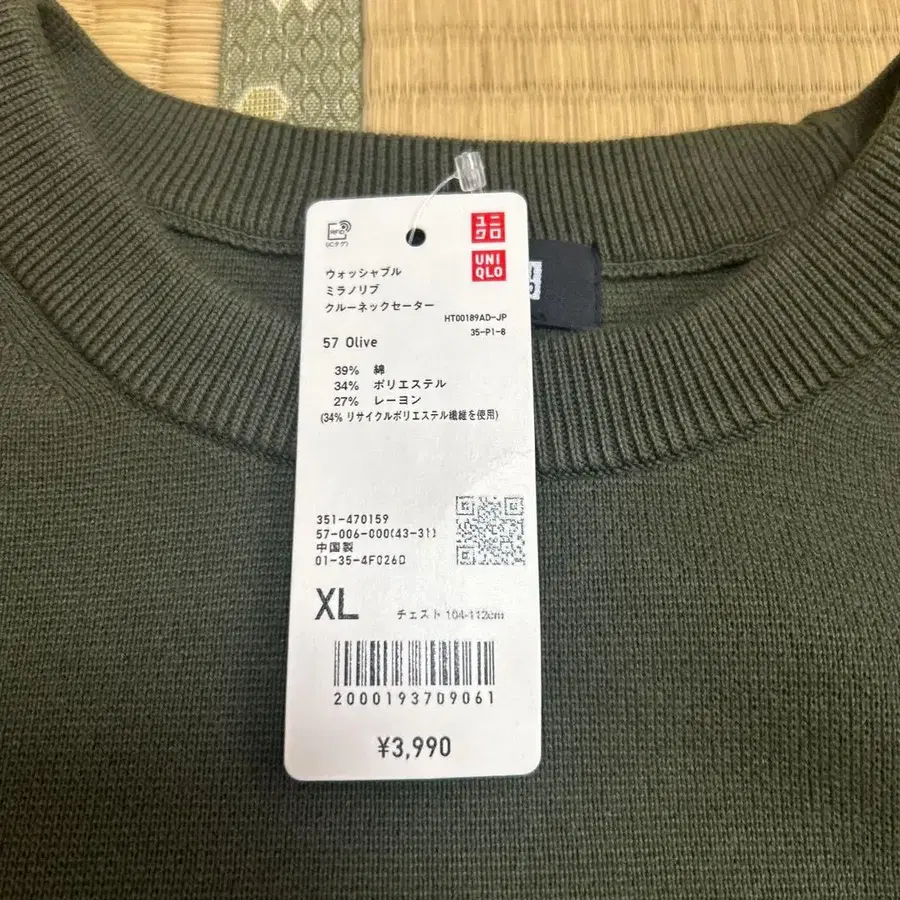 RFID
(ICタグ)
ユニ
クロ
UNI
QLO
ウォッシャブル
ミラノリブ
クルーネックセーター
HT00189AD-JP
35-P1-8
57 Olive
39% 綿
34% ポリエステル
27% レーヨン
(34% リサイクルポリエステル繊維を使用)
351-470159
57-006-000(43-31)
中国製
01-35-4F026D
XL チェスト 104-112cm
2000193709061
¥3,990